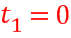 t₁ = 0